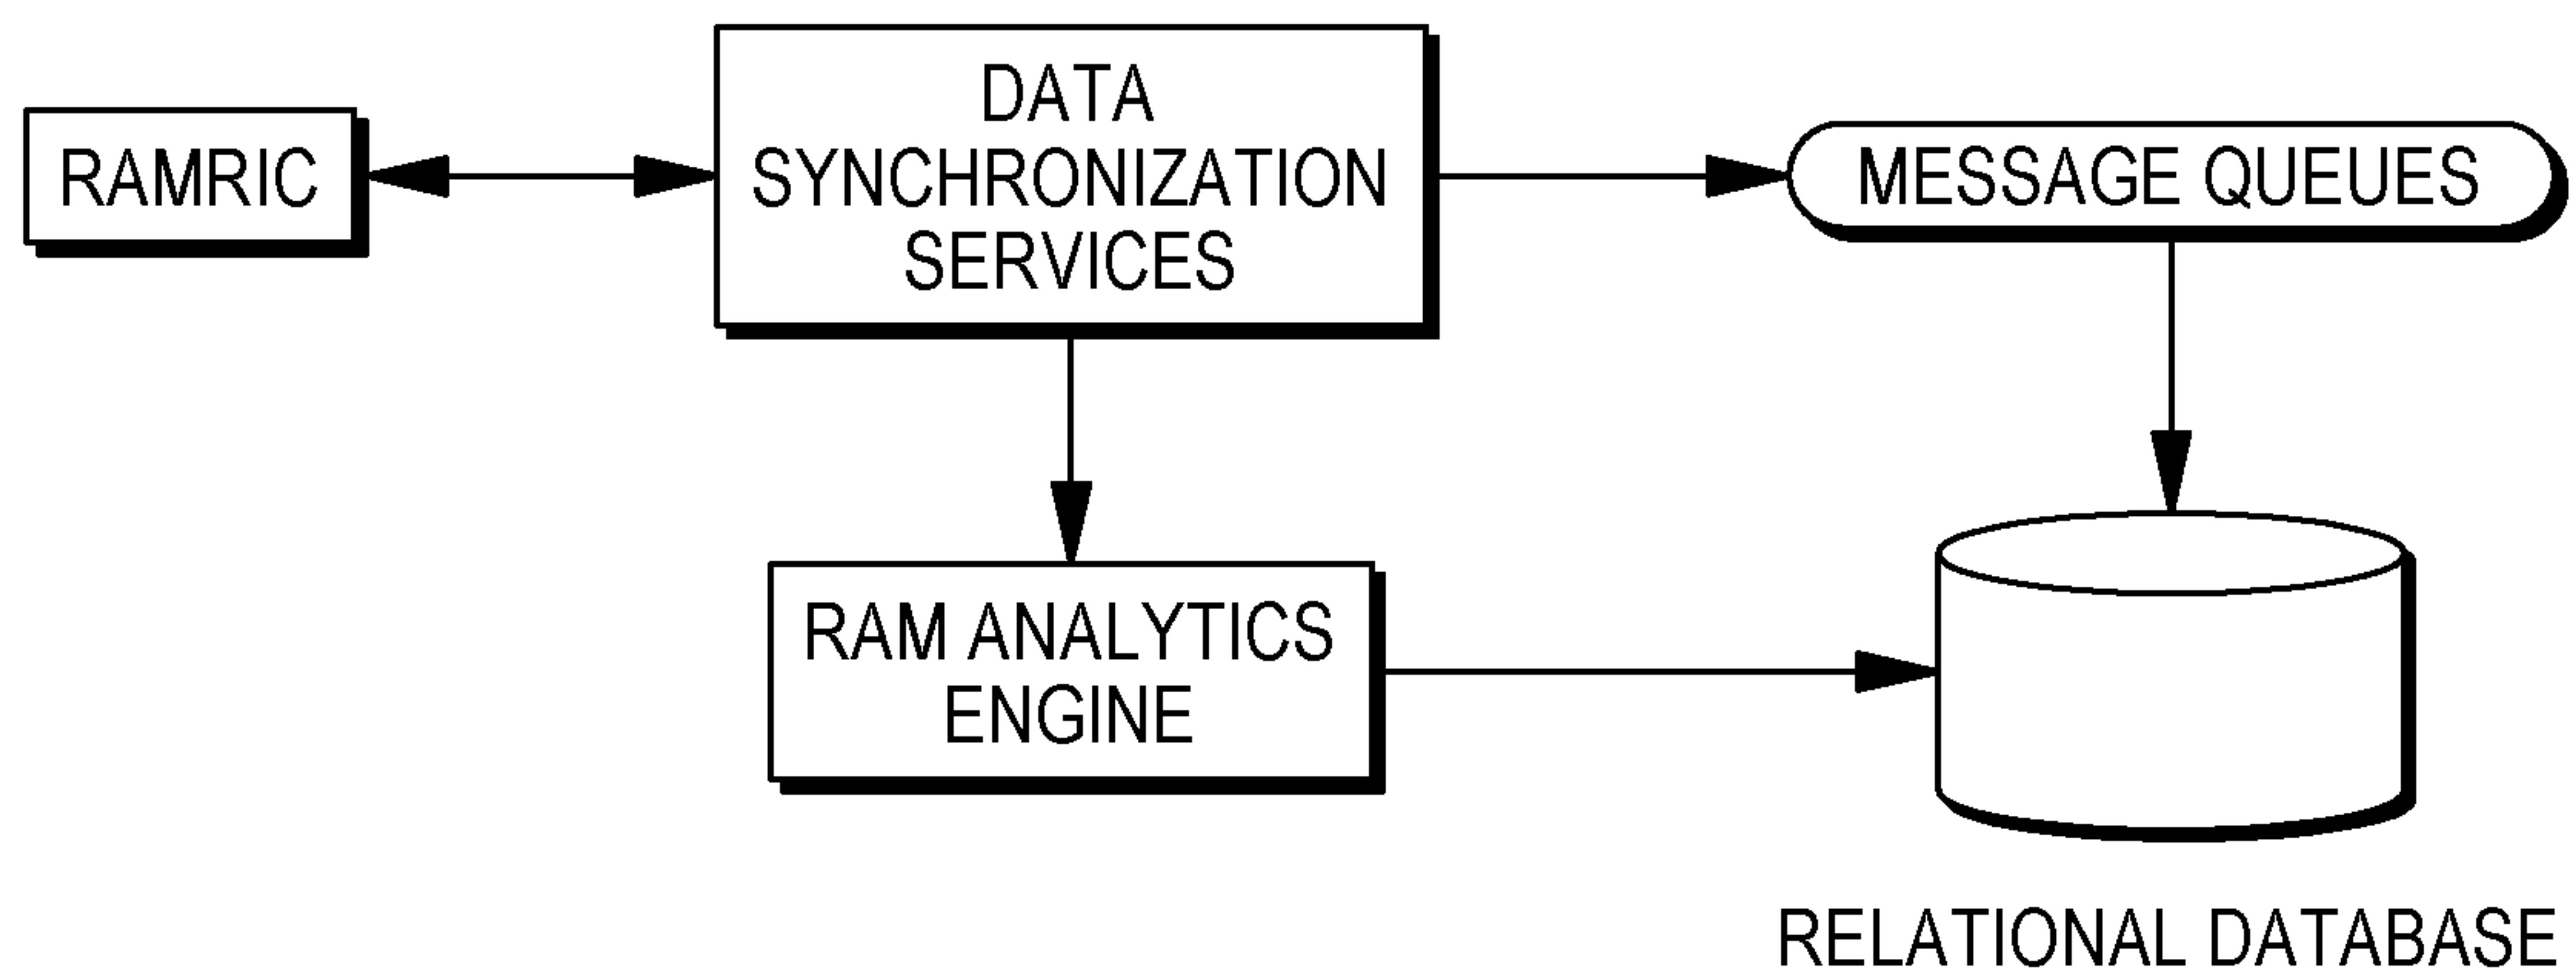 RAMRIC
DATA
SYNCHRONIZATION
SERVICES
MESSAGE QUEUES
RAM ANALYTICS
ENGINE
RELATIONAL DATABASE